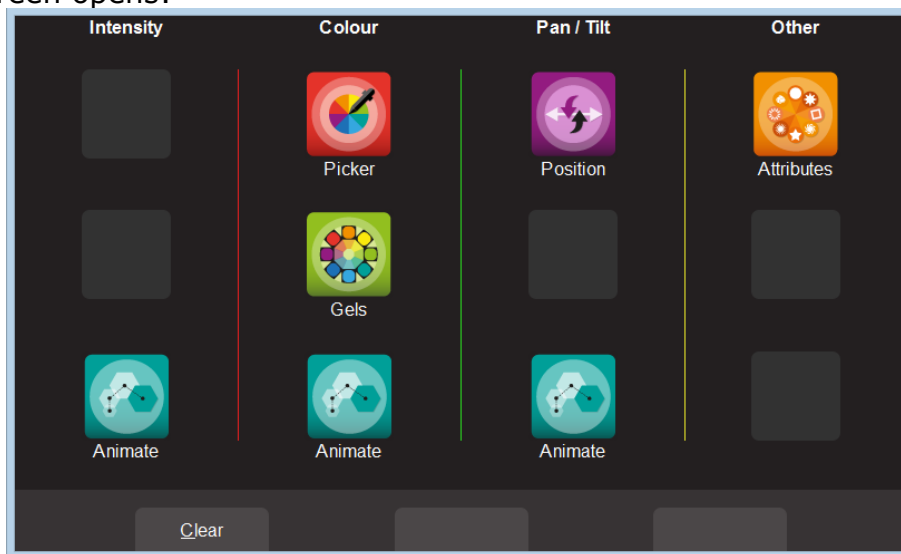 Intensity Colour Pan / Tilt Other
Picker Position Attributes
Gels
Animate Animate Animate
Clear